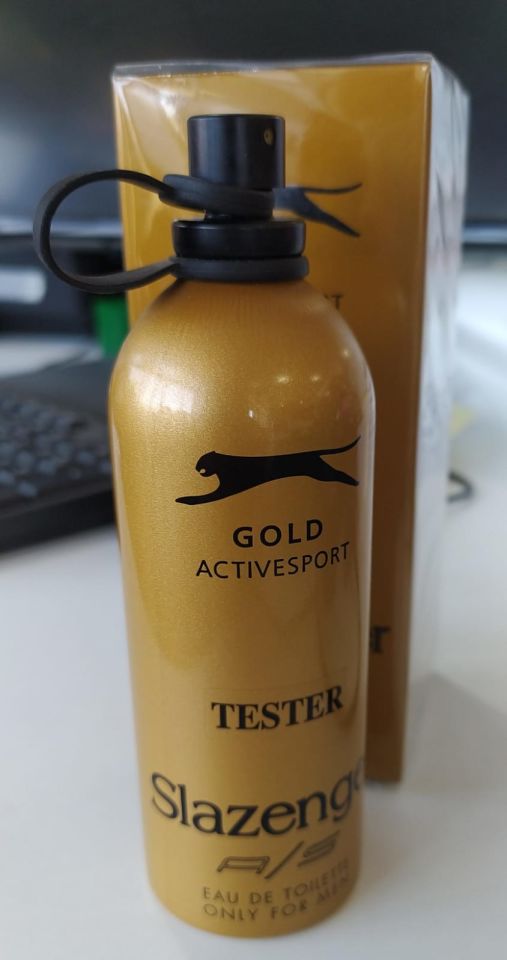 GOLD
ACTIVESPORT
TESTER
Slazenge
A/S
EAU DE TOILETTE
ONLY FOR MEN